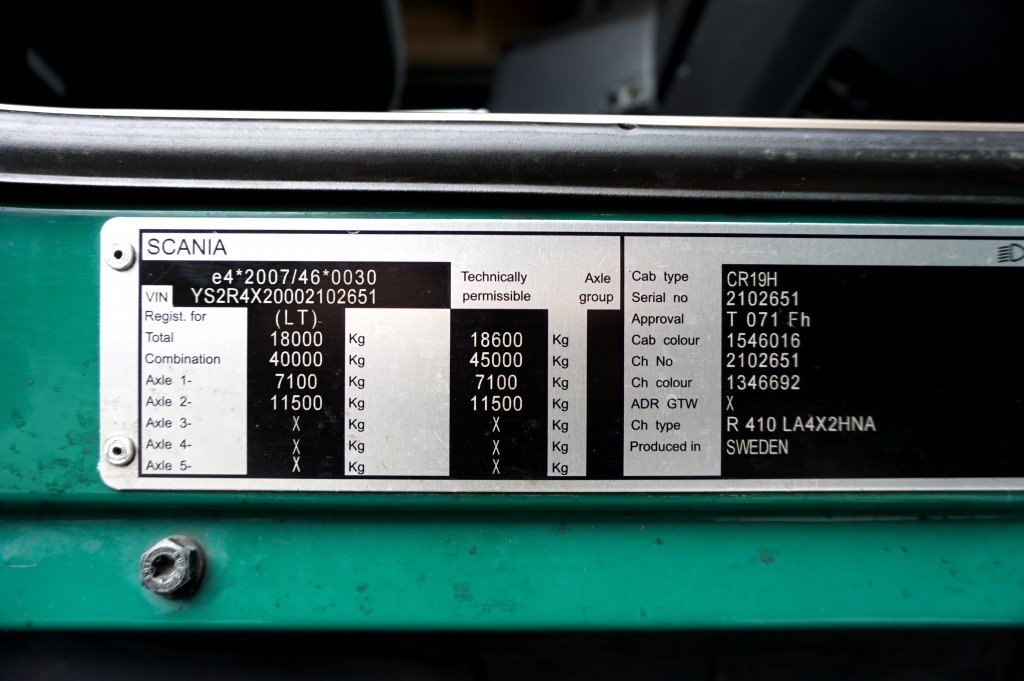 SCANIA
e4*2007/46*0030
VIN YS2R4X20002102651
Technically permissible
Axle group
Regist. for (LT)
Total 18000 Kg 18600 Kg
Combination 40000 Kg 45000 Kg
Axle 1- 7100 Kg 7100 Kg
Axle 2- 11500 Kg 11500 Kg
Axle 3- X Kg X Kg
Axle 4- X Kg X Kg
Axle 5- X Kg X Kg
Cab type CR19H
Serial no 2102651
Approval T 071 Fh
Cab colour 1546016
Ch No 2102651
Ch colour 1346692
ADR GTW X
Ch type R 410 LA4X2HNA
Produced in SWEDEN